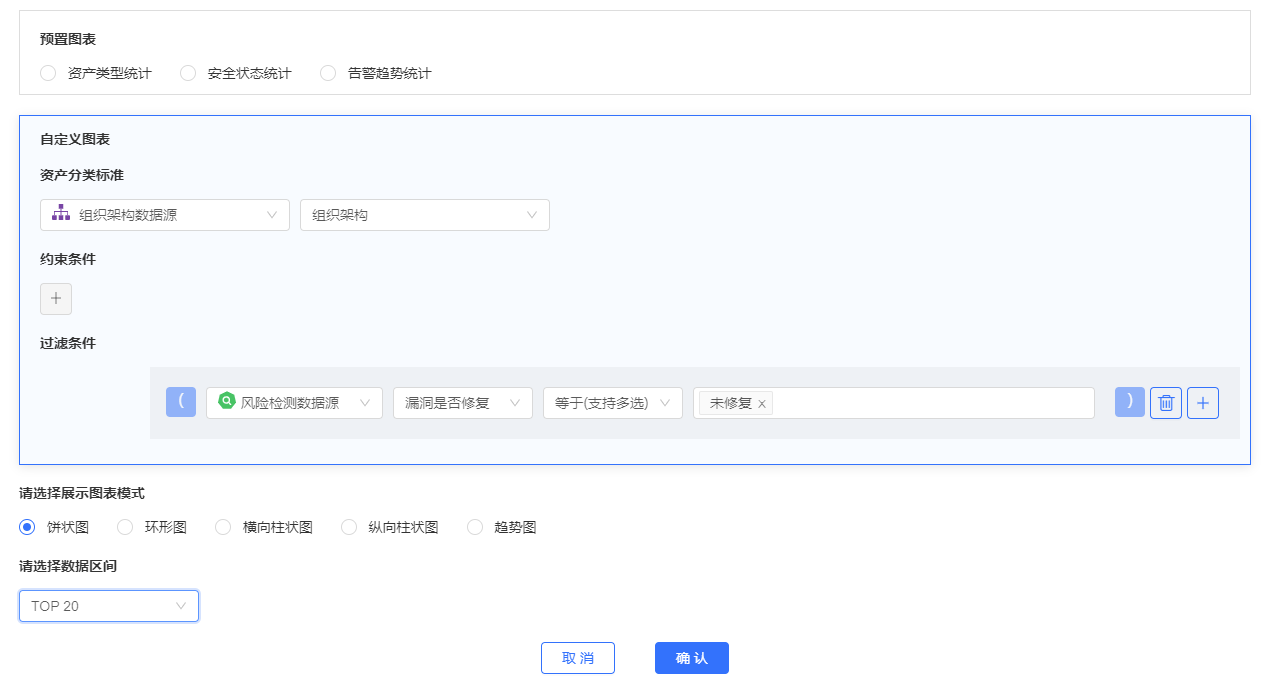 预置图表
资产类型统计 安全状态统计 告警趋势统计
自定义图表
资产分类标准
组织架构数据源 组织架构
约束条件
+
过滤条件
( 风险检测数据源 漏洞是否修复 等于(支持多选) 未修复 x ) +
请选择展示图表模式
饼状图 环形图 横向柱状图 纵向柱状图 趋势图
请选择数据区间
TOP 20
取 消 确 认